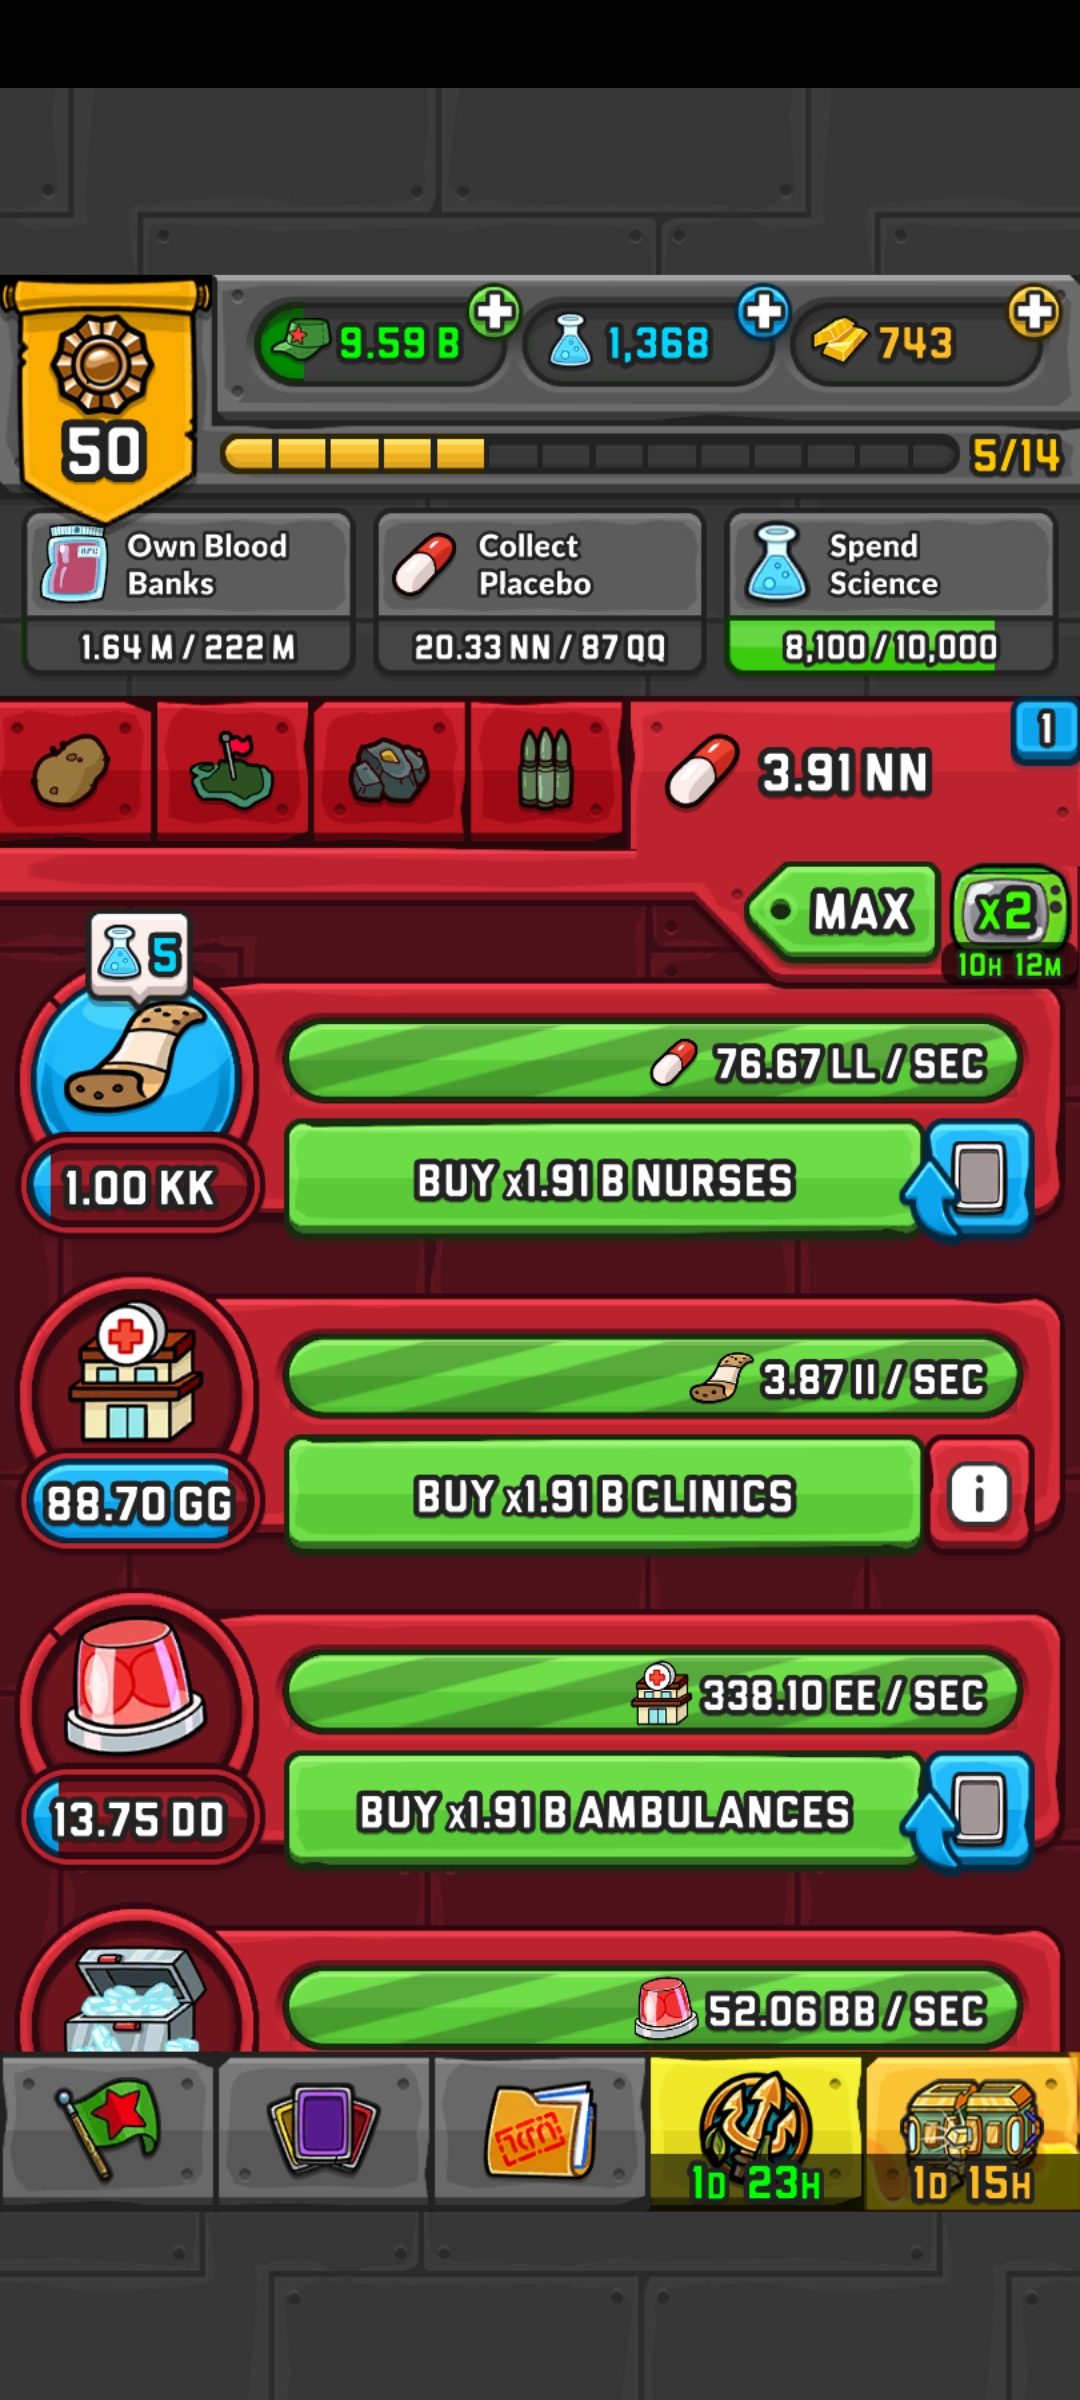 9.59 B
1,368
743
50
5/14
Own Blood
Banks
1.64 M / 222 M
Collect
Placebo
20.33 NN / 87 QQ
Spend
Science
8,100 / 10,000
3.91 NN
1
MAX
x2
10H 12M
5
76.67 LL / SEC
1.00 KK
BUY x1.91 B NURSES
3.87 II / SEC
88.70 GG
BUY x1.91 B CLINICS
i
338.10 EE / SEC
13.75 DD
BUY x1.91 B AMBULANCES
52.06 BB / SEC
1D 23H
1D 15H